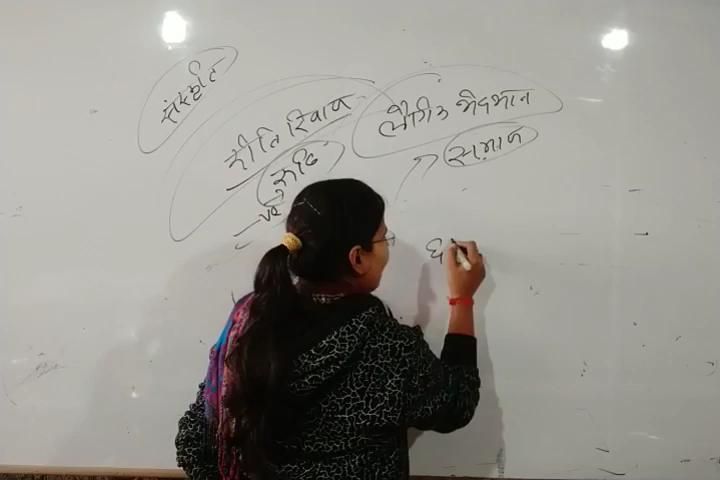 संस्कृति
रीति रिवाज
लैंगिक भेदभाव
रूढि
समाज